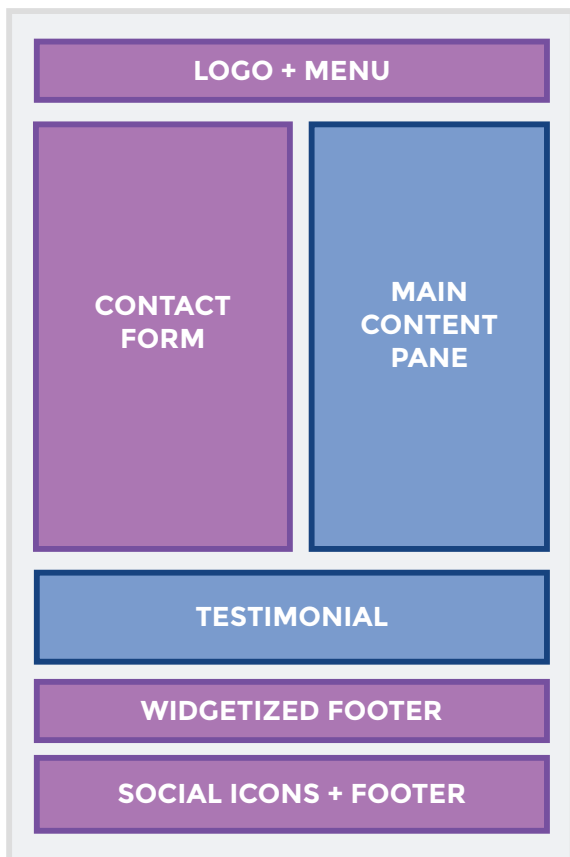 LOGO + MENU
CONTACT
FORM
MAIN
CONTENT
PANE
TESTIMONIAL
WIDGETIZED FOOTER
SOCIAL ICONS + FOOTER